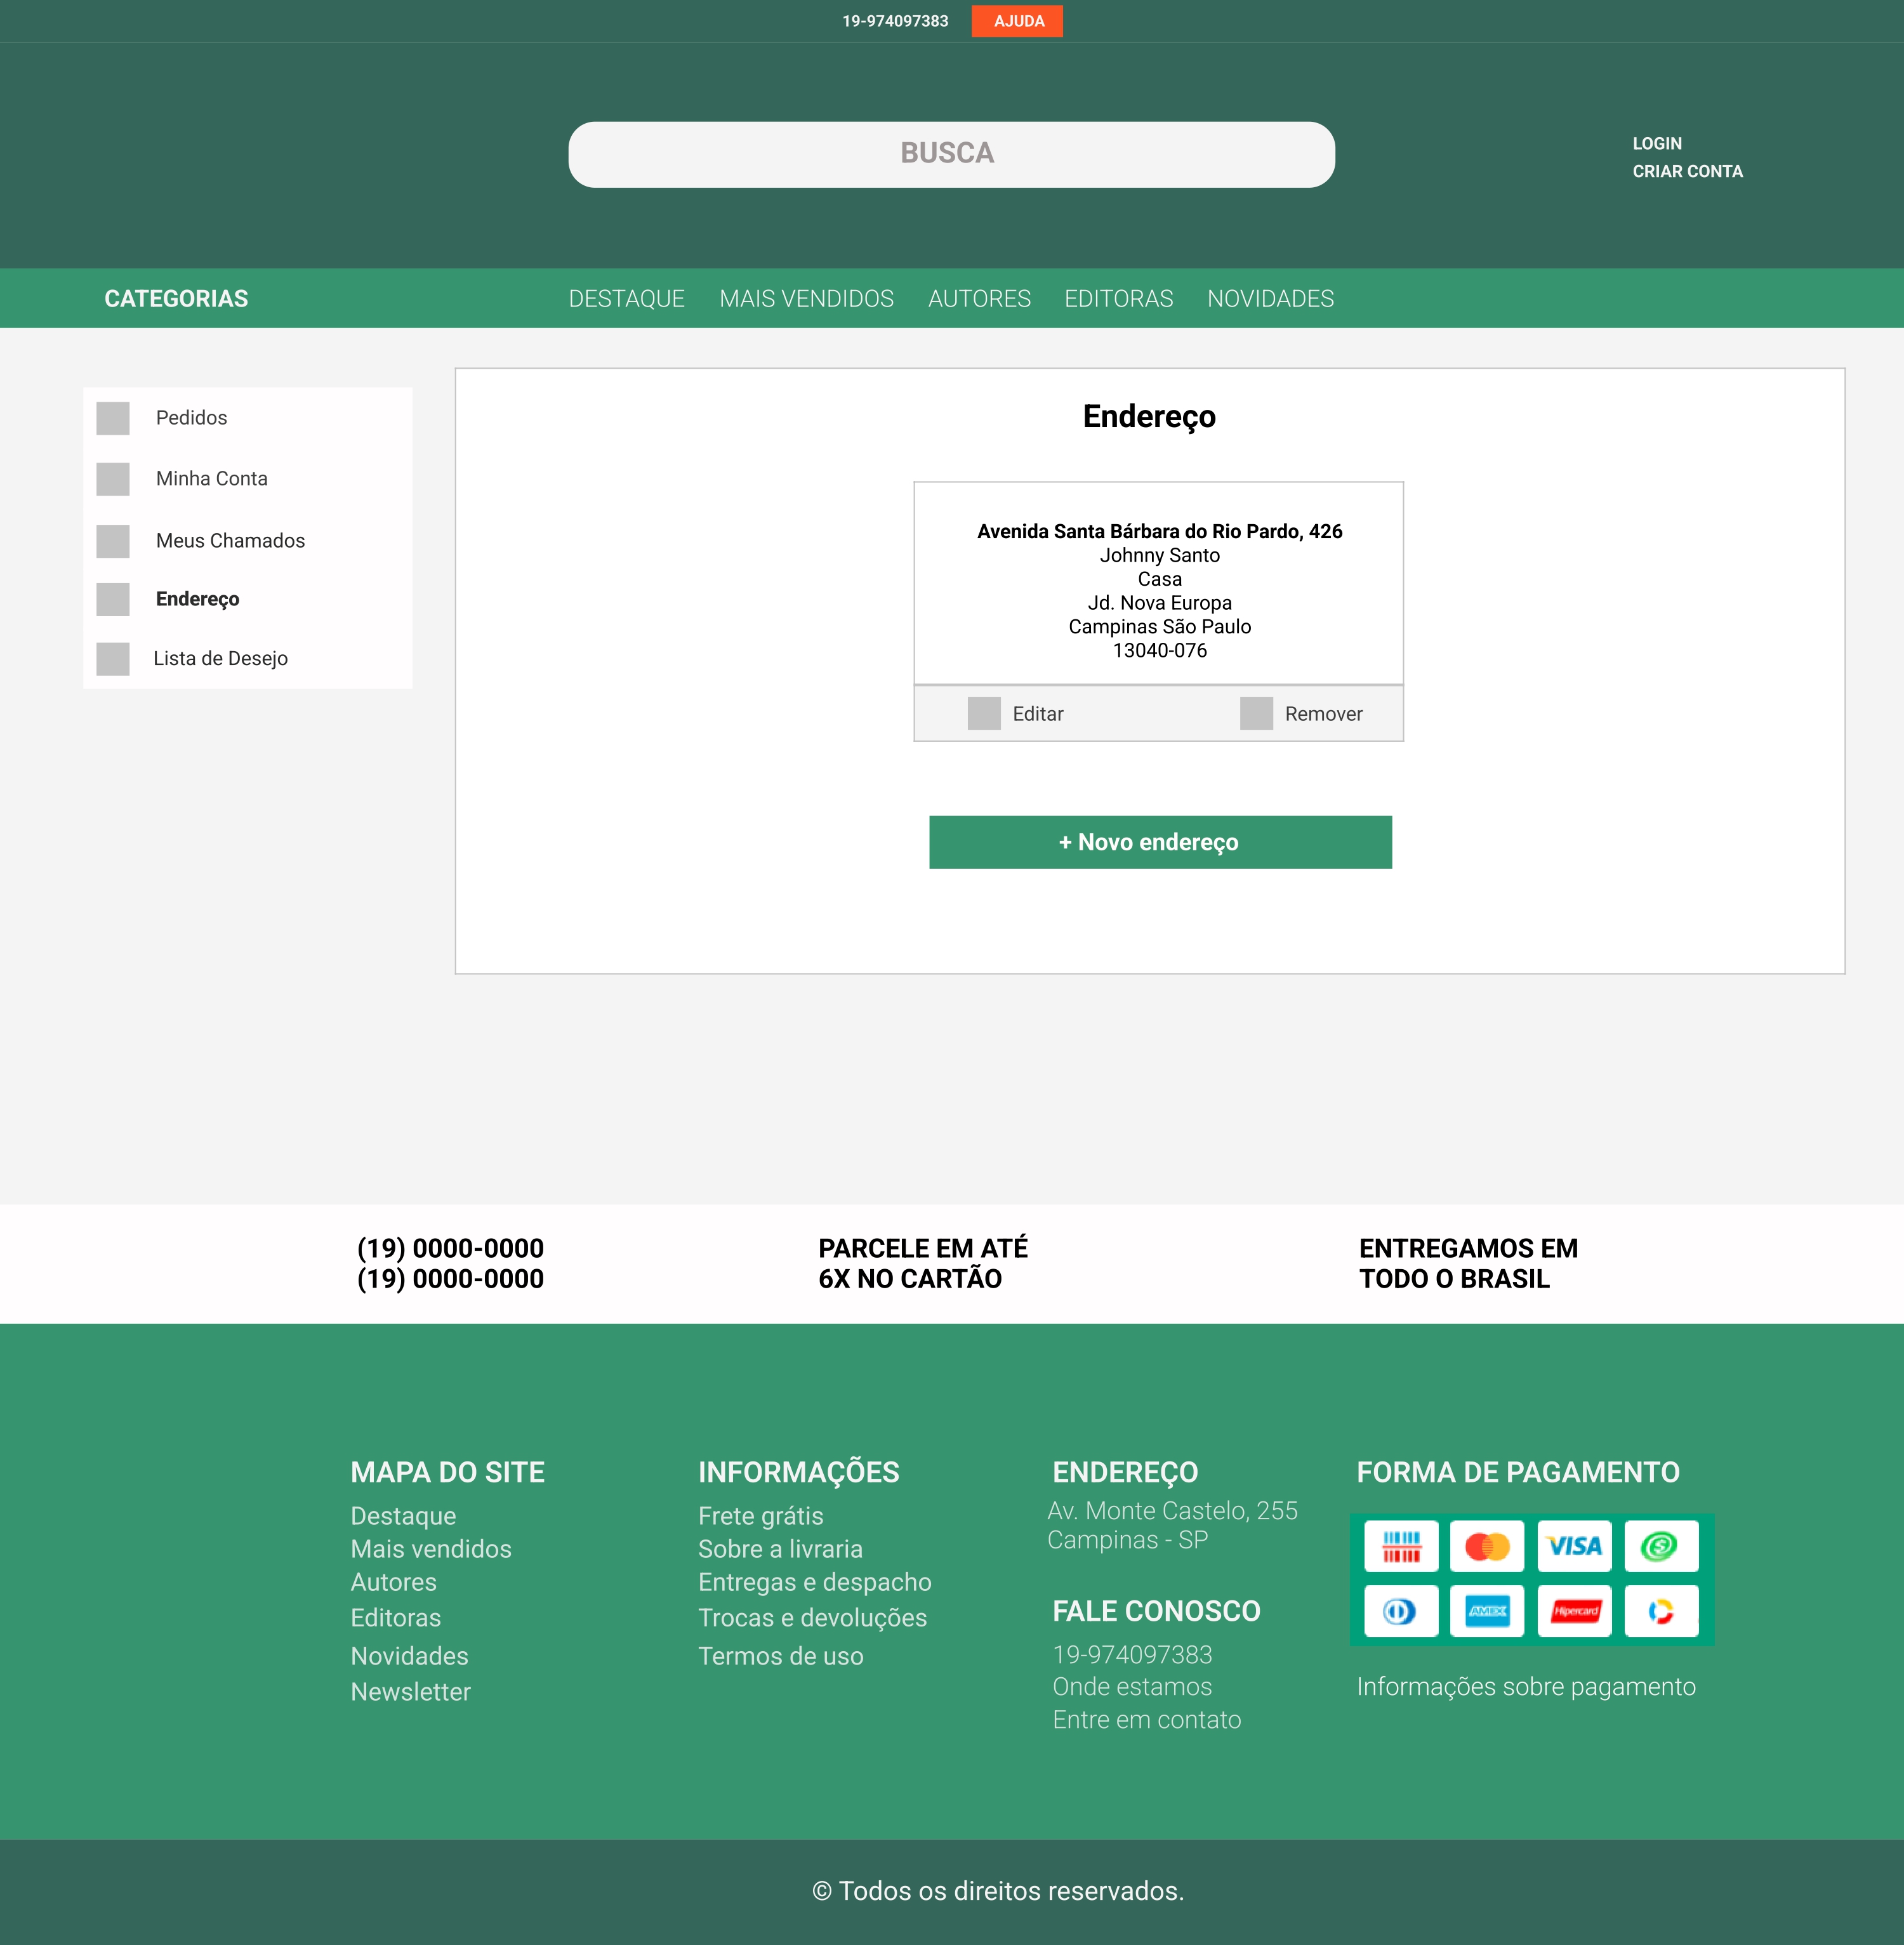 19-974097383 AJUDA
BUSCA
LOGIN
CRIAR CONTA
CATEGORIAS DESTAQUE MAIS VENDIDOS AUTORES EDITORAS NOVIDADES
Pedidos
Minha Conta
Meus Chamados
Endereço
Lista de Desejo
Endereço
Avenida Santa Bárbara do Rio Pardo, 426
Johnny Santo
Casa
Jd. Nova Europa
Campinas São Paulo
13040-076
Editar Remover
+ Novo endereço
(19) 0000-0000
(19) 0000-0000
PARCELE EM ATÉ
6X NO CARTÃO
ENTREGAMOS EM
TODO O BRASIL
MAPA DO SITE
Destaque
Mais vendidos
Autores
Editoras
Novidades
Newsletter
INFORMAÇÕES
Frete grátis
Sobre a livraria
Entregas e despacho
Trocas e devoluções
Termos de uso
ENDEREÇO
Av. Monte Castelo, 255
Campinas - SP
FALE CONOSCO
19-974097383
Onde estamos
Entre em contato
FORMA DE PAGAMENTO
VISA
AMEX Hipercard
Informações sobre pagamento
© Todos os direitos reservados.